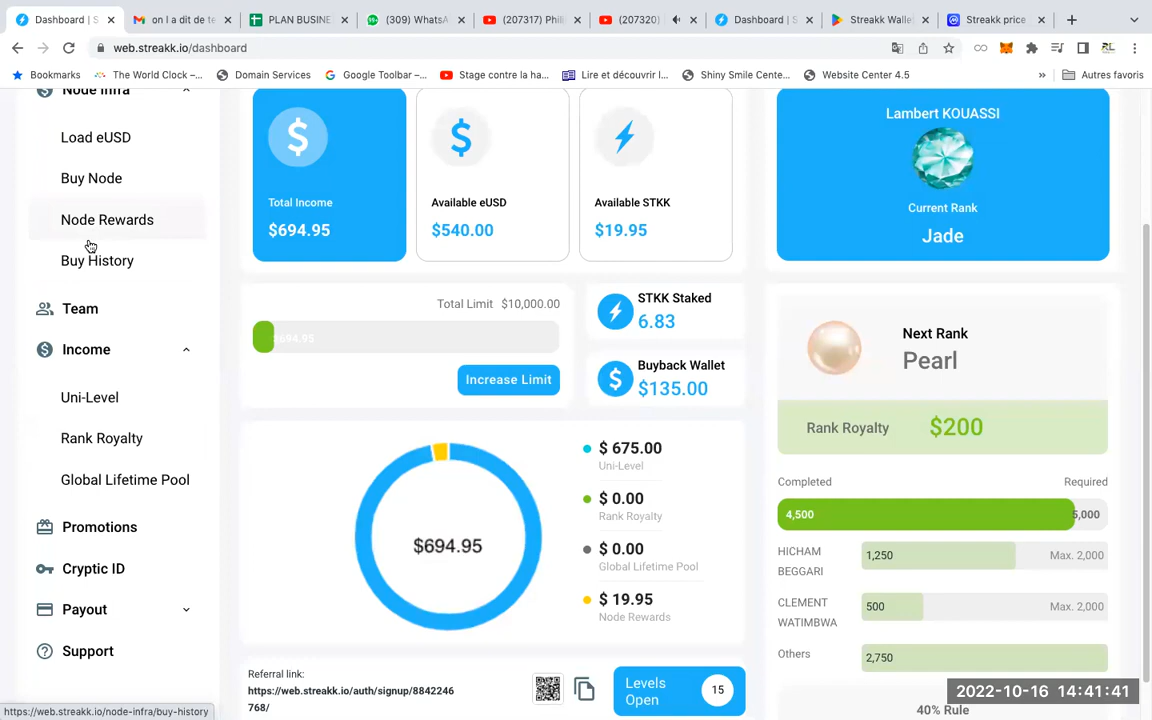 Dashboard | S
on l a dit de te
PLAN BUSINE
(309) WhatsA
(207317) Phil
(207320)
Dashboard | S
Streakk Walle
Streakk price
web.streakk.io/dashboard
Bookmarks
The World Clock –...
Domain Services
Google Toolbar –...
Stage contre la ha...
Lire et découvrir l'...
Shiny Smile Cente...
Website Center 4.5
»
Autres favoris
Node Infra
Load eUSD
Buy Node
Node Rewards
Buy History
Team
Income
Uni-Level
Rank Royalty
Global Lifetime Pool
Promotions
Cryptic ID
Payout
Support
Total Income
$694.95
Available eUSD
$540.00
Available STKK
$19.95
Lambert KOUASSI
Current Rank
Jade
Total Limit $10,000.00
$694.95
Increase Limit
STKK Staked
6.83
Buyback Wallet
$135.00
Next Rank
Pearl
Rank Royalty $200
$694.95
$ 675.00
Uni-Level
$ 0.00
Rank Royalty
$ 0.00
Global Lifetime Pool
$ 19.95
Node Rewards
Completed Required
4,500 5,000
HICHAM
BEGGARI
1,250 Max. 2,000
CLEMENT
WATIMBWA
500 Max. 2,000
Others
2,750
40% Rule
Referral link:
https://web.streakk.io/auth/signup/8842246
768/
Levels
Open
15
2022-10-16 14:41:41
https://web.streakk.io/node-infra/buy-history